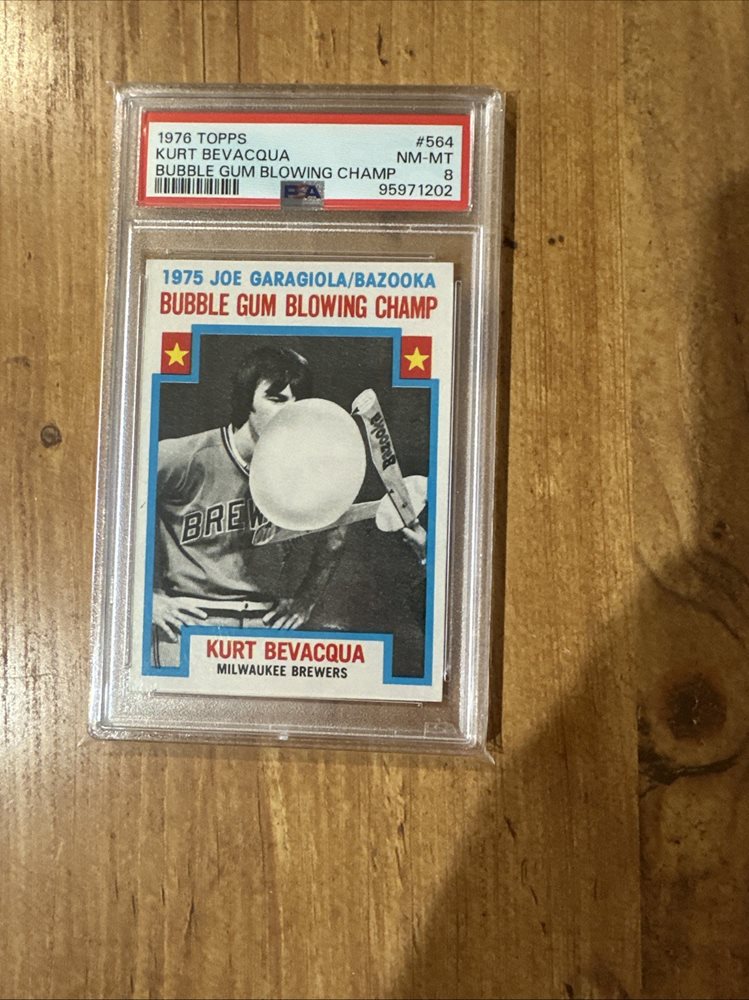 1976 TOPPS #564
KURT BEVACQUA NM-MT
BUBBLE GUM BLOWING CHAMP 8
PSA 95971202
1975 JOE GARAGIOLA/BAZOOKA
BUBBLE GUM BLOWING CHAMP
Bazooka
BREW
KURT BEVACQUA
MILWAUKEE BREWERS